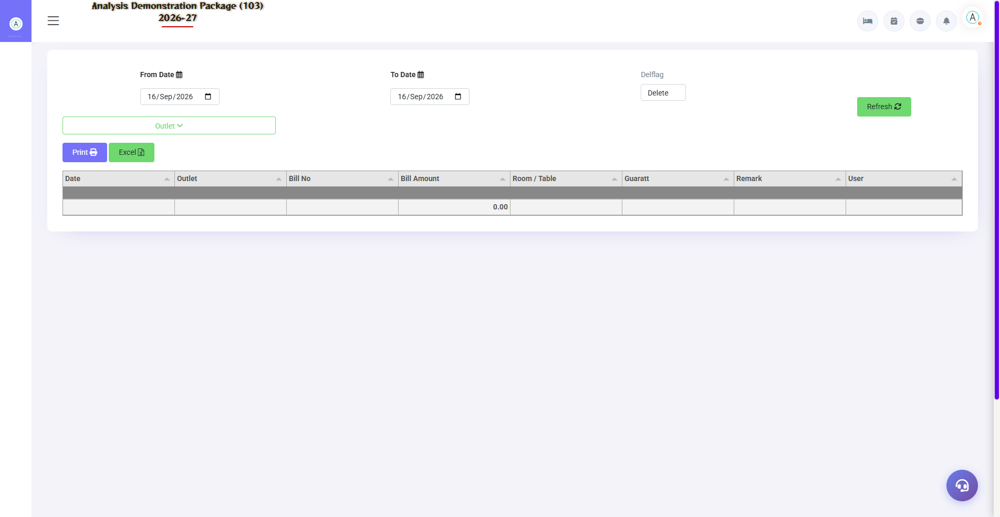 Analysis Demonstration Package (103)
2026-27
A
A
From Date
To Date
Delflag
16/Sep/2026
16/Sep/2026
Delete
Refresh
Outlet
Print Excel
Date Outlet Bill No Bill Amount Room / Table Guaratt Remark User
0.00